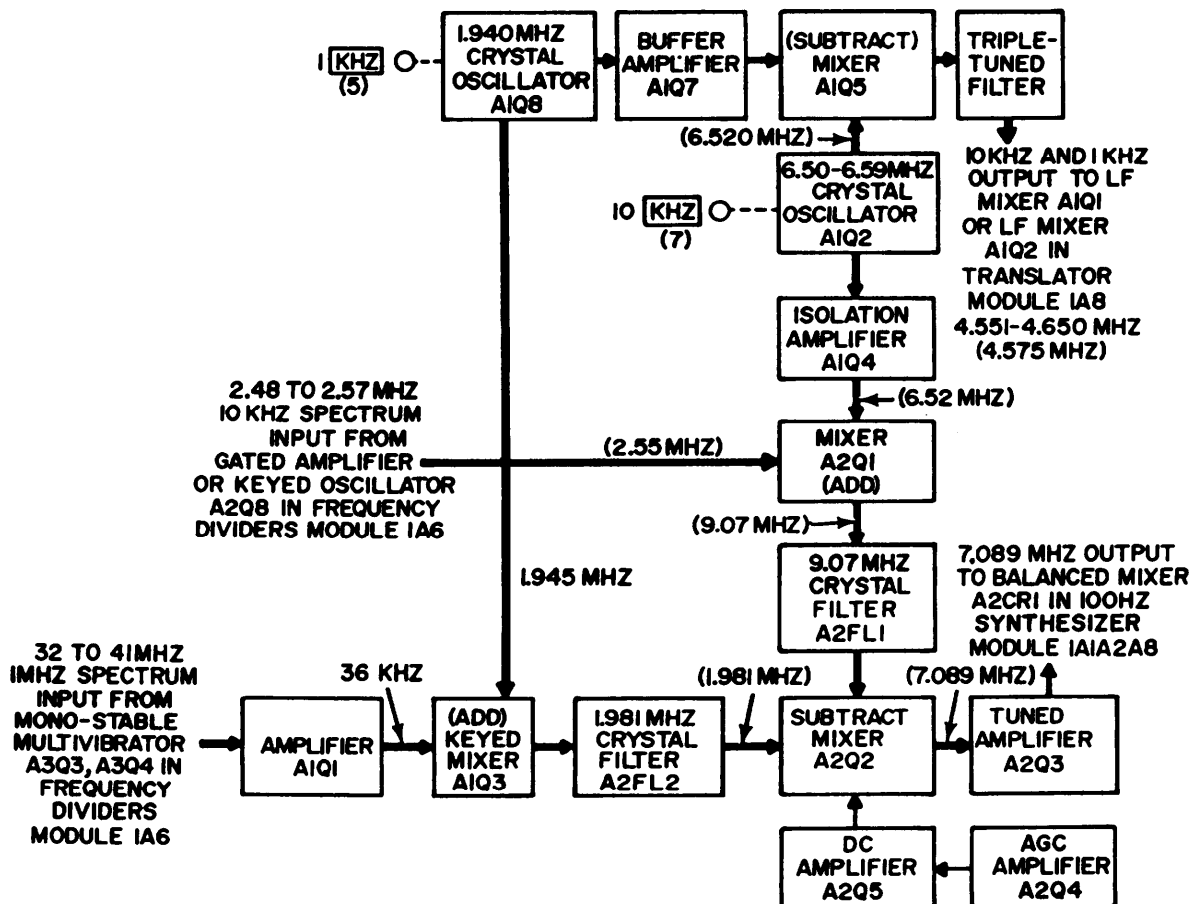 1.940 MHZ
CRYSTAL
OSCILLATOR
A1Q8
BUFFER
AMPLIFIER
A1Q7
(SUBTRACT)
MIXER
A1Q5
TRIPLE-
TUNED
FILTER
1 KHZ
(5)
(6.520 MHZ)
10 KHZ AND 1 KHZ
OUTPUT TO LF
MIXER A1Q1
OR LF MIXER
A1Q2 IN
TRANSLATOR
MODULE 1A8
4.551-4.650 MHZ
(4.575 MHZ)
6.50-6.59MHZ
CRYSTAL
OSCILLATOR
A1Q2
10 KHZ
(7)
ISOLATION
AMPLIFIER
A1Q4
(6.52 MHZ)
2.48 TO 2.57 MHZ
10 KHZ SPECTRUM
INPUT FROM
GATED AMPLIFIER
OR KEYED OSCILLATOR
A2Q8 IN FREQUENCY
DIVIDERS MODULE 1A6
(2.55 MHZ)
MIXER
A2Q1
(ADD)
(9.07 MHZ)
9.07 MHZ
CRYSTAL
FILTER
A2FL1
7.089 MHZ OUTPUT
TO BALANCED MIXER
A2CR1 IN 100HZ
SYNTHESIZER
MODULE 1A1A2A8
1.945 MHZ
32 TO 41MHZ
1MHZ SPECTRUM
INPUT FROM
MONO-STABLE
MULTIVIBRATOR
A3Q3, A3Q4 IN
FREQUENCY
DIVIDERS
MODULE 1A6
AMPLIFIER
A1Q1
36 KHZ
(ADD)
KEYED
MIXER
A1Q3
1.981 MHZ
CRYSTAL
FILTER
A2FL2
(1.981 MHZ)
SUBTRACT
MIXER
A2Q2
(7.089 MHZ)
TUNED
AMPLIFIER
A2Q3
DC
AMPLIFIER
A2Q5
AGC
AMPLIFIER
A2Q4